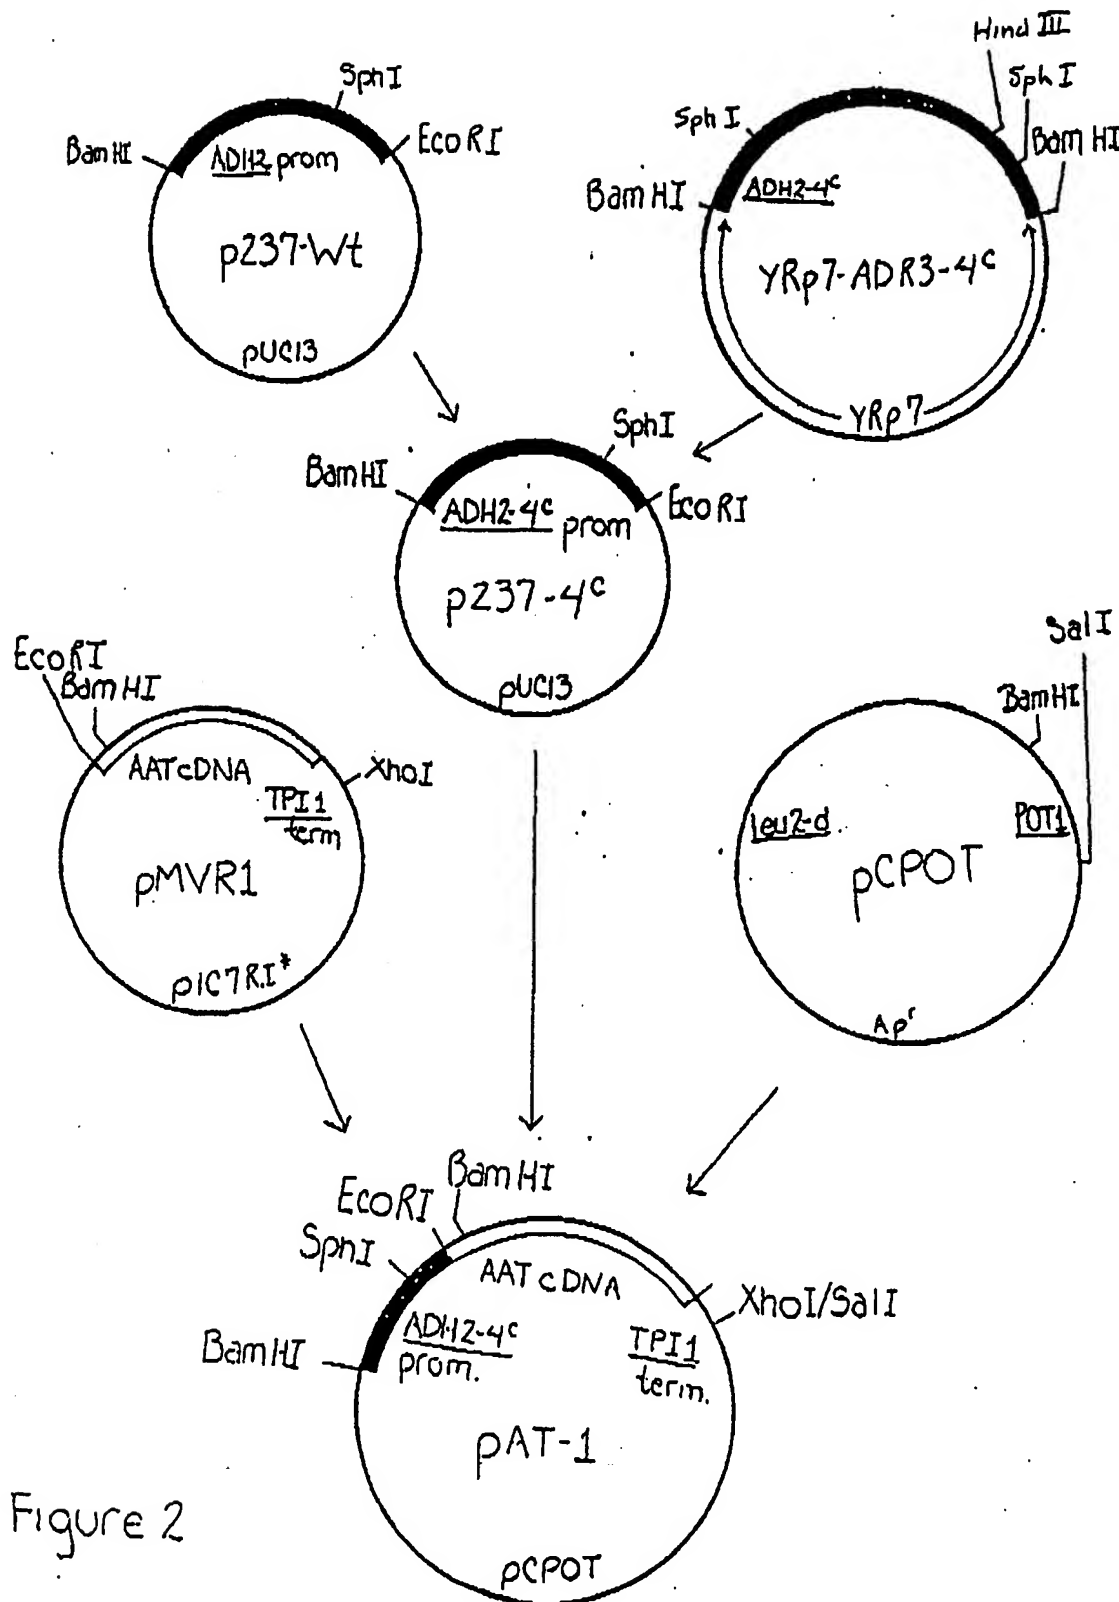 SphI
BamHI
EcoRI
ADH2 prom
p237-Wt
pUC13
Hind III
SphI
SphI
BamHI
BamHI
ADH2-4c
YRp7-ADR3-4c
YRp7
SphI
BamHI
EcoRI
ADH2-4c prom
p237-4c
pUC13
EcoRI
BamHI
AATcDNA
XhoI
TPI1
term
pMVR1
pIC7RI*
SalI
BamHI
Leu2-d
POT1
pCPOT
Apr
BamHI
EcoRI
SphI
AAT cDNA
XhoI/SalI
ADH2-4c
prom.
TPI1
term.
BamHI
pAT-1
pCPOT
Figure 2